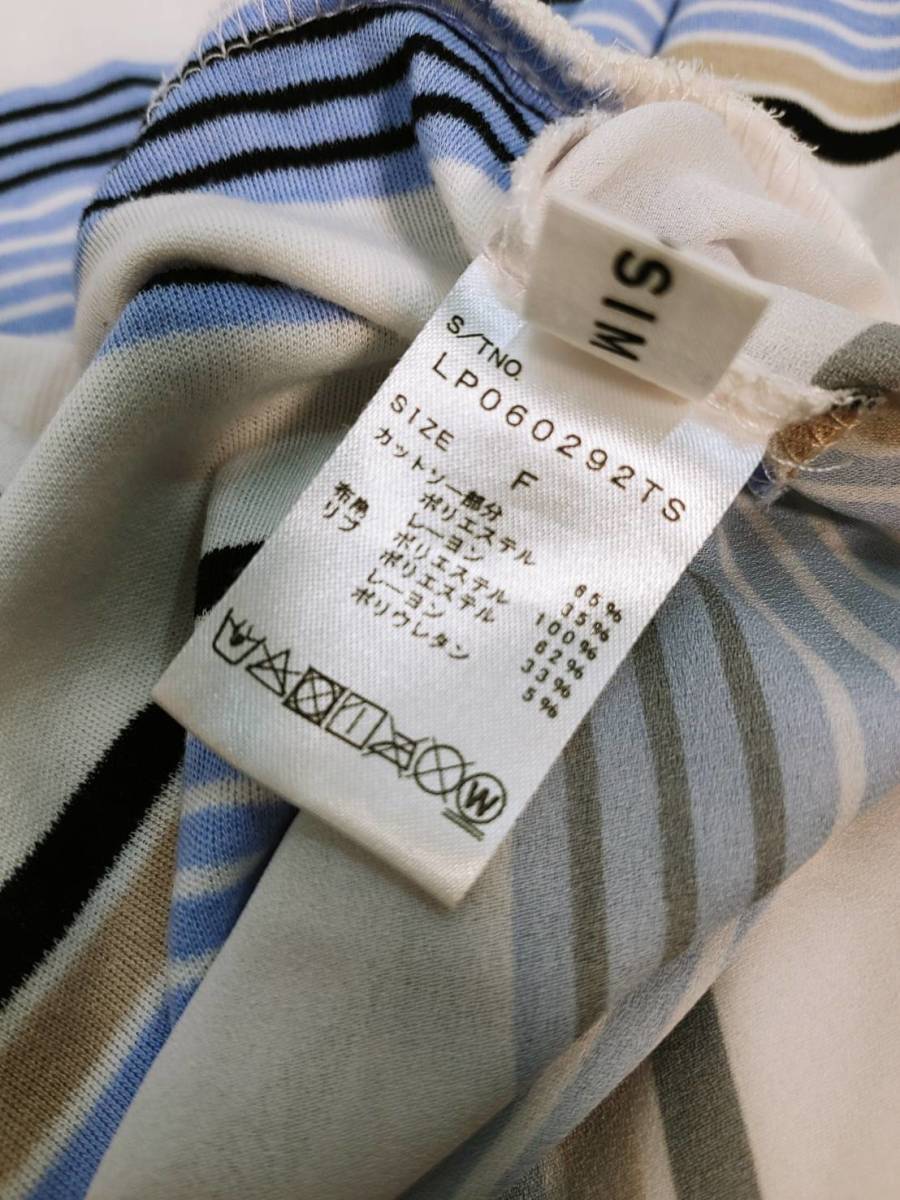 SIM
S/TNO.
LP060292TS
SIZE F
カットソー部分
ポリエステル 65%
レーヨン 35%
布帛 ポリエステル 100%
リブ ポリエステル 62%
レーヨン 33%
ポリウレタン 5%
W